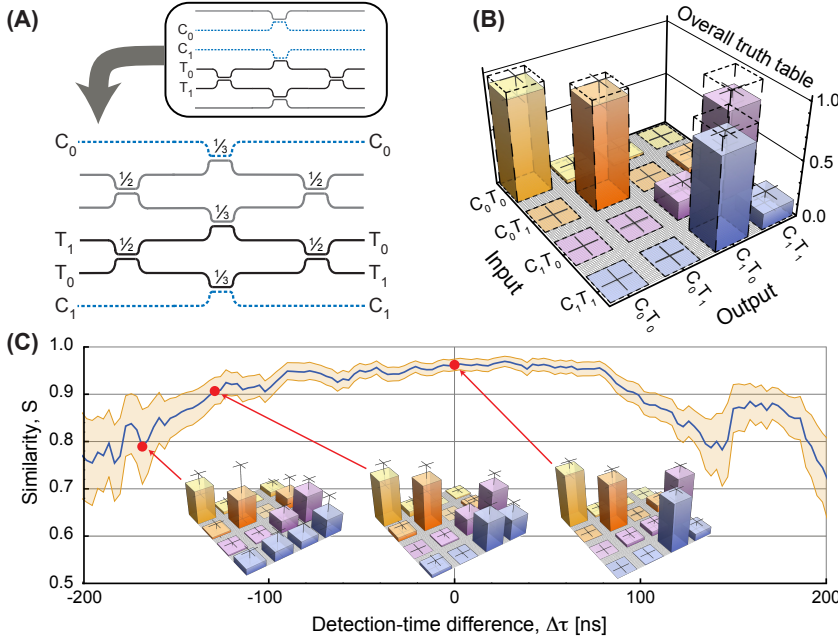 (A)
C₀
C₁
T₀
T₁
C₀ ⅓ C₀
½ ½
⅓
T₁ ½ ½ T₀
T₀ T₁
⅓
C₁ C₁
(B)
Overall truth table
1.0
0.5
0.0
C₀T₀
C₀T₁
C₁T₀
C₁T₁
Input
C₀T₀
C₀T₁
C₁T₀
C₁T₁
Output
(C)
1.0
0.9
0.8
0.7
0.6
0.5
Similarity, S
-200 -100 0 100 200
Detection-time difference, Δτ [ns]